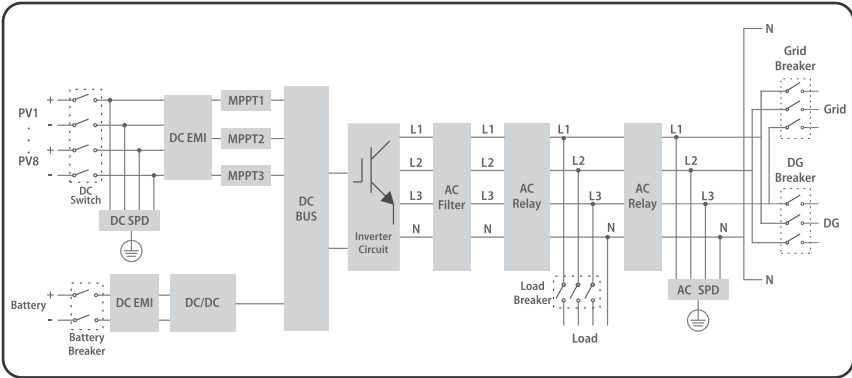 N
Grid
Breaker
Grid
PV1
+
-
:
PV8
+
-
DC
Switch
DC EMI
MPPT1
MPPT2
MPPT3
DC SPD
DC
BUS
Inverter
Circuit
L1
L2
L3
N
AC
Filter
L1
L2
L3
N
AC
Relay
L1
L2
L3
N
Load
Breaker
Load
AC
Relay
L1
L2
L3
N
AC SPD
DG
Breaker
DG
N
Battery
+
-
Battery
Breaker
DC EMI
DC/DC